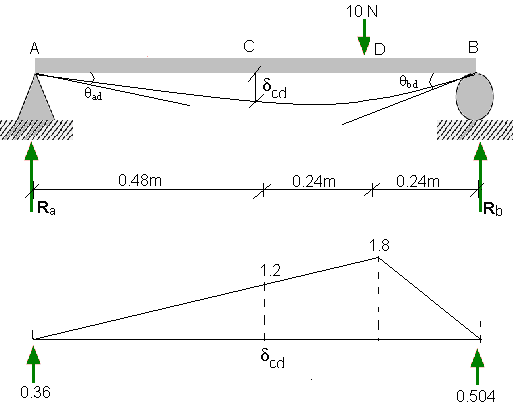 10 N
A
C
D
B
θad
δcd
θbd
0.48m
0.24m
0.24m
Ra
Rb
1.8
1.2
δcd
0.36
0.504